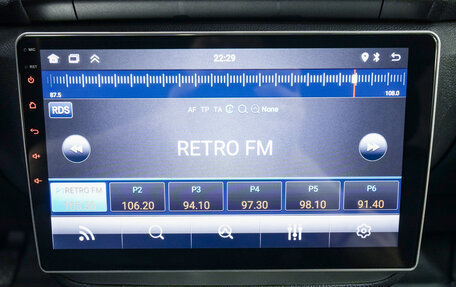 MIC
22:29
RST
87.5 108.0
RDS AF TP TA None
RETRO FM
RETRO FM P2 P3 P4 P5 P6
106.20 94.10 97.30 98.10 91.40